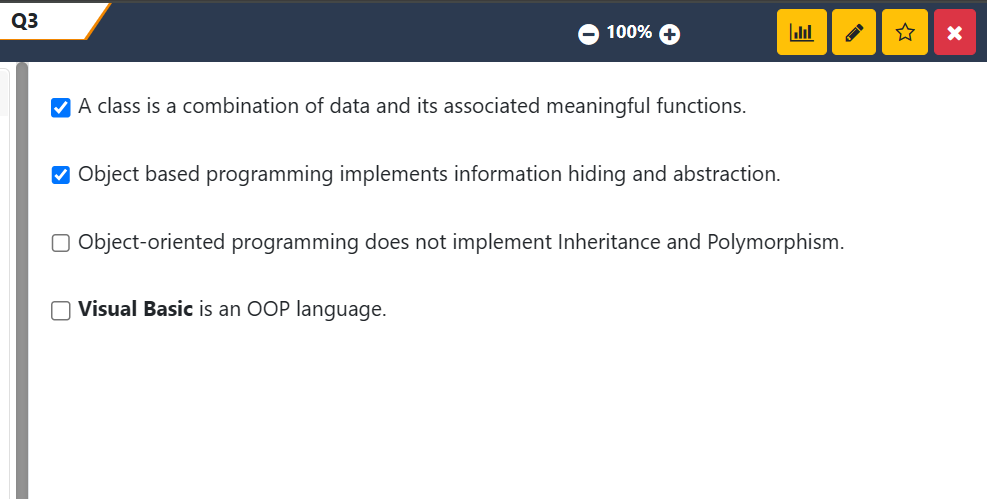 Q3
100%
A class is a combination of data and its associated meaningful functions.
Object based programming implements information hiding and abstraction.
Object-oriented programming does not implement Inheritance and Polymorphism.
Visual Basic is an OOP language.